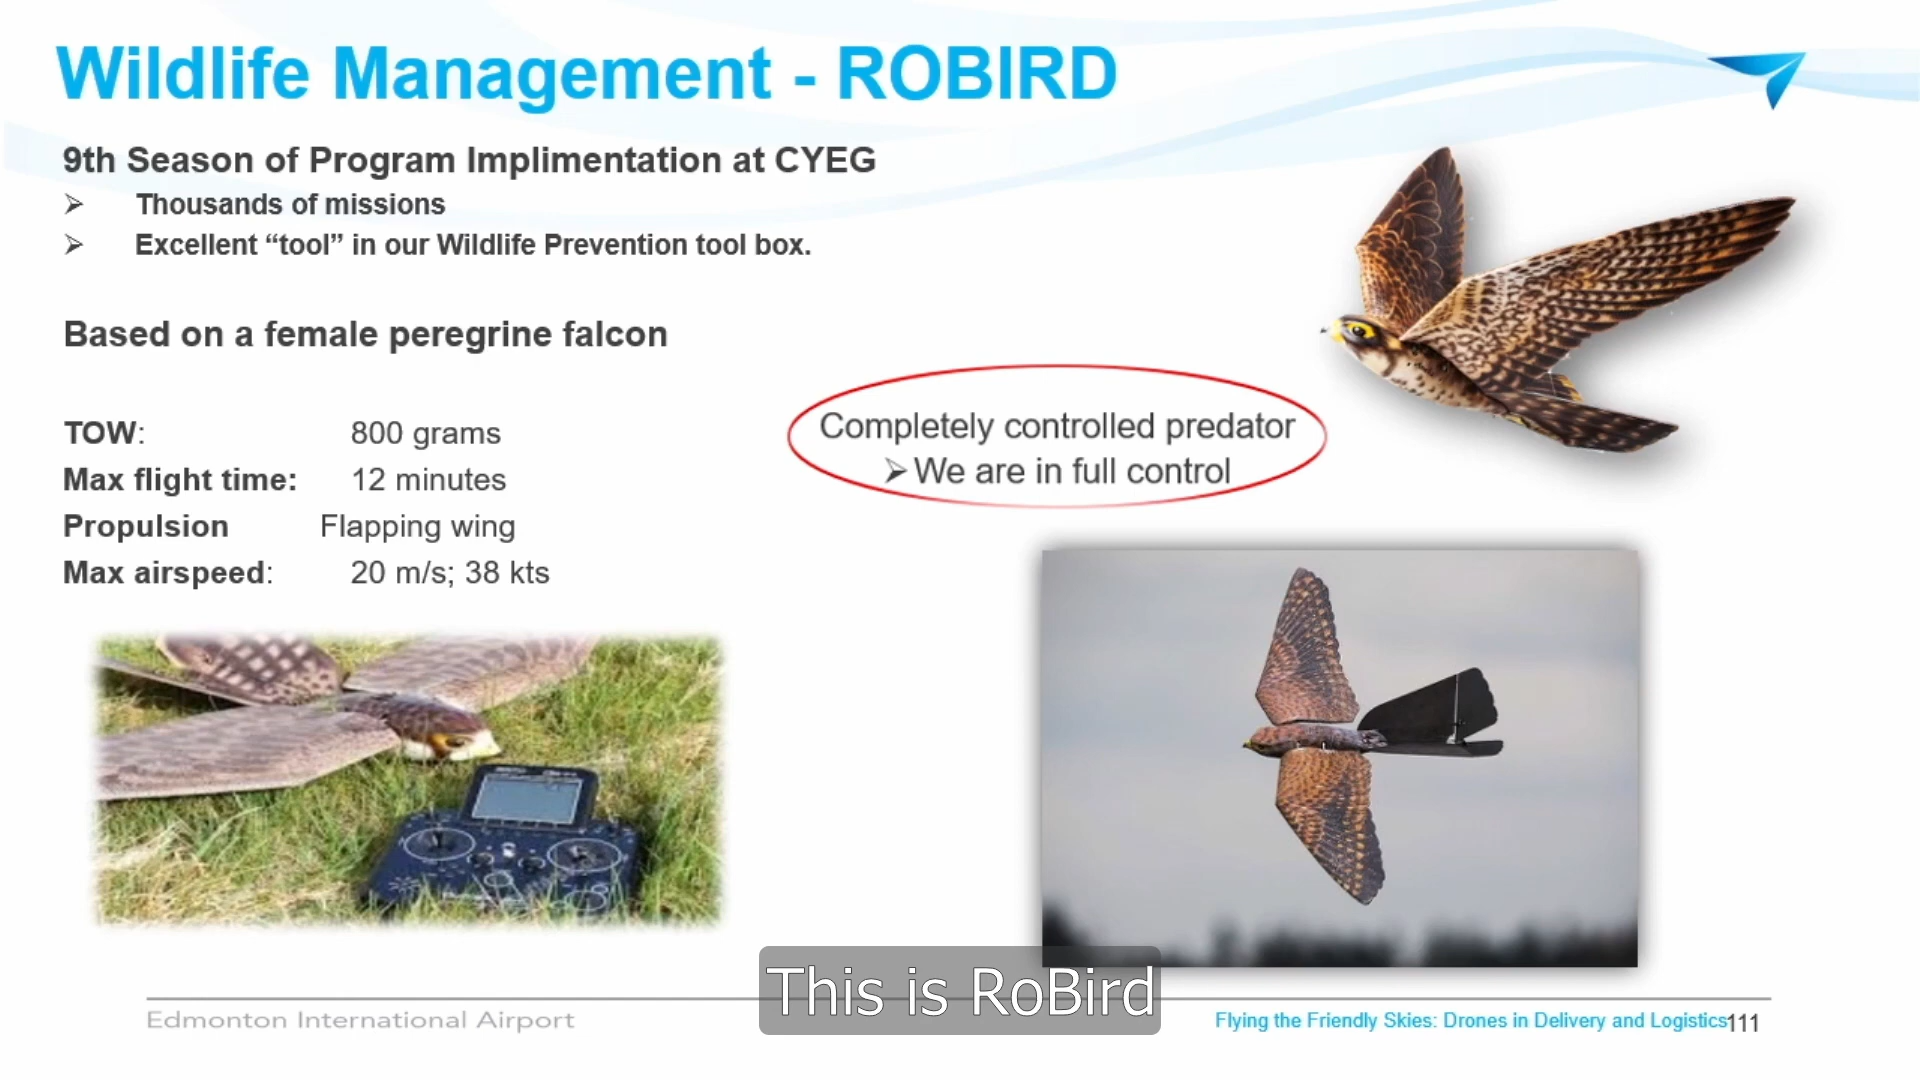 Wildlife Management - ROBIRD
9th Season of Program Implimentation at CYEG
➢ Thousands of missions
➢ Excellent “tool” in our Wildlife Prevention tool box.
Based on a female peregrine falcon
TOW: 800 grams
Max flight time: 12 minutes
Propulsion Flapping wing
Max airspeed: 20 m/s; 38 kts
Completely controlled predator
➢ We are in full control
This is RoBird
Edmonton International Airport
Flying the Friendly Skies: Drones in Delivery and Logistics
111